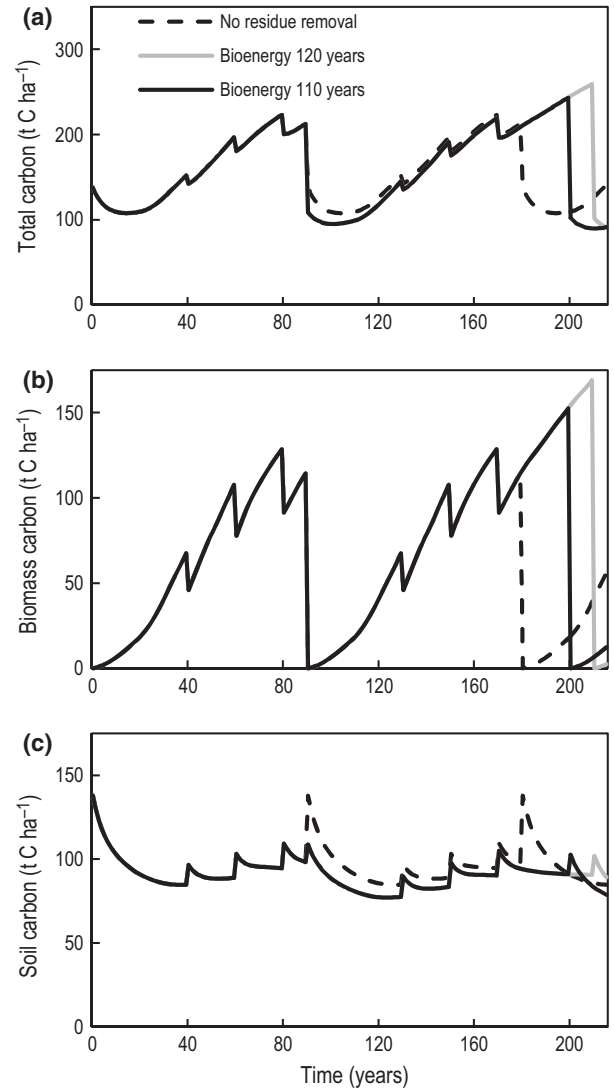 (a)
No residue removal
Bioenergy 120 years
Bioenergy 110 years
Total carbon (t C ha⁻¹)
300
200
100
0
0 40 80 120 160 200
(b)
Biomass carbon (t C ha⁻¹)
150
100
50
0
0 40 80 120 160 200
(c)
Soil carbon (t C ha⁻¹)
150
100
50
0
0 40 80 120 160 200
Time (years)